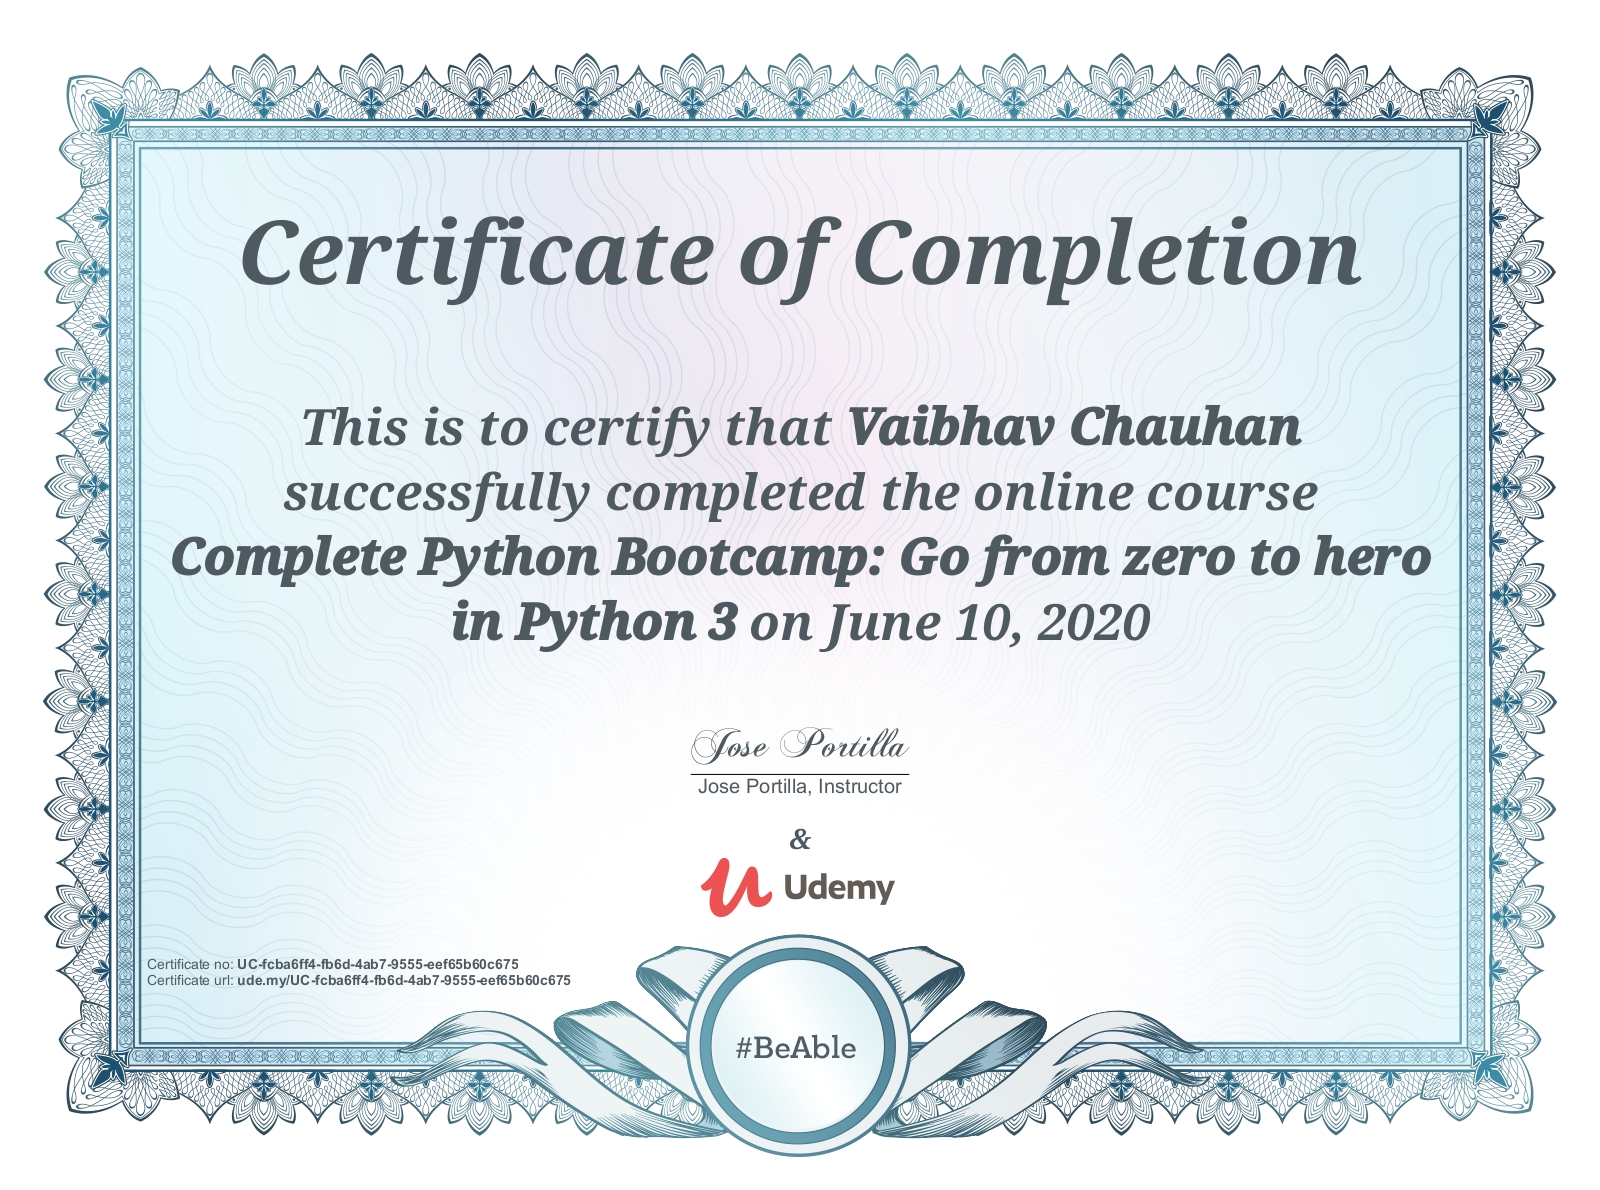 Certificate of Completion
This is to certify that Vaibhav Chauhan
successfully completed the online course
Complete Python Bootcamp: Go from zero to hero
in Python 3 on June 10, 2020
Jose Portilla
Jose Portilla, Instructor
&
Udemy
Certificate no: UC-fcba6ff4-fb6d-4ab7-9555-eef65b60c675
Certificate url: ude.my/UC-fcba6ff4-fb6d-4ab7-9555-eef65b60c675
#BeAble